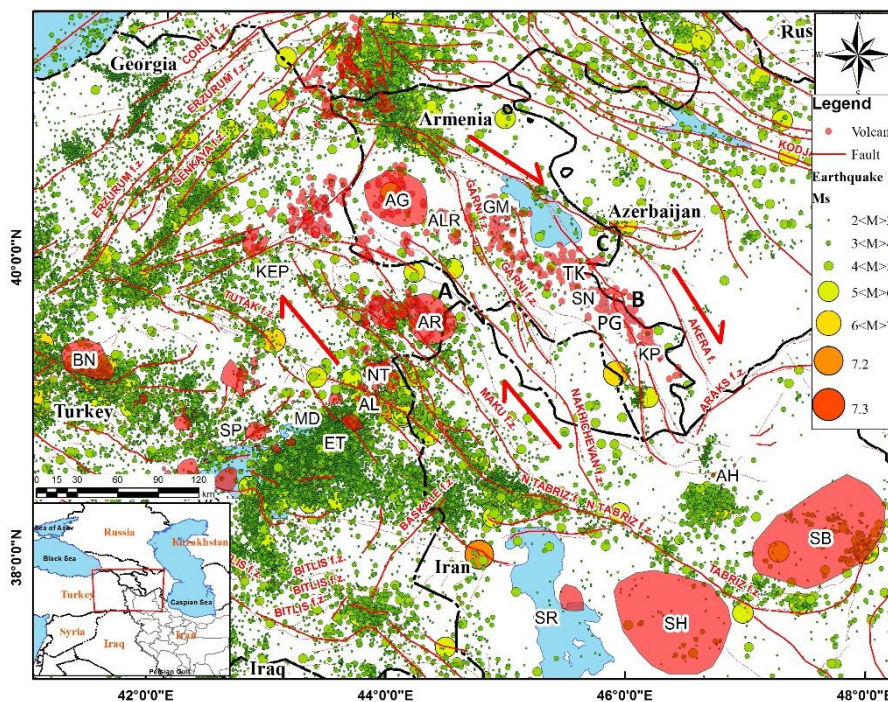 Georgia
Rus
CORUH f.z.
ERZURUM f.z.
ERZURUM f.z.
SENKAYA f.z.
Armenia
KODJ
Azerbaijan
AG
GM
ALR
GARNI f.z.
GARNI f.z.
C
TK
KEP
A
SN
B
PG
AR
TUTAK f.z.
KP
AKERA f.
BN
NT
AL
Turkey
MAKU f.z.
NAKHICHEVAN f.z.
ARAKS f.z.
SP
MD
ET
AH
N TABRIZ f.
N TABRIZ f.z.
BASKALE f.z.
SB
TABRIZ f.z.
Iran
BITLIS f.z.
BITLIS f.z.
BITLIS f.z.
LIS f.z.
SR
SH
Iraq
W
S
Legend
Volcan
Fault
Earthquake
Ms
2<M>
3<M>
4<M>
5<M>6
6<M>
7.2
7.3
0 15 30 60 90 120
km
Russia
Sea of Azov
Kazakhstan
Black Sea
Turkey
Caspian Sea
Syria
Iraq
Iran
Persian Gulf
40°0'0"N
38°0'0"N
42°0'0"E
44°0'0"E
46°0'0"E
48°0'